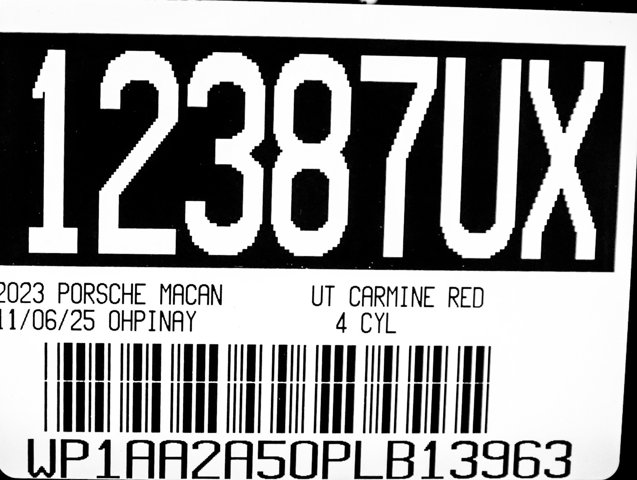 12387UX
2023 PORSCHE MACAN UT CARMINE RED
11/06/25 OHPINAY 4 CYL
WP1AA2A50PLB13963